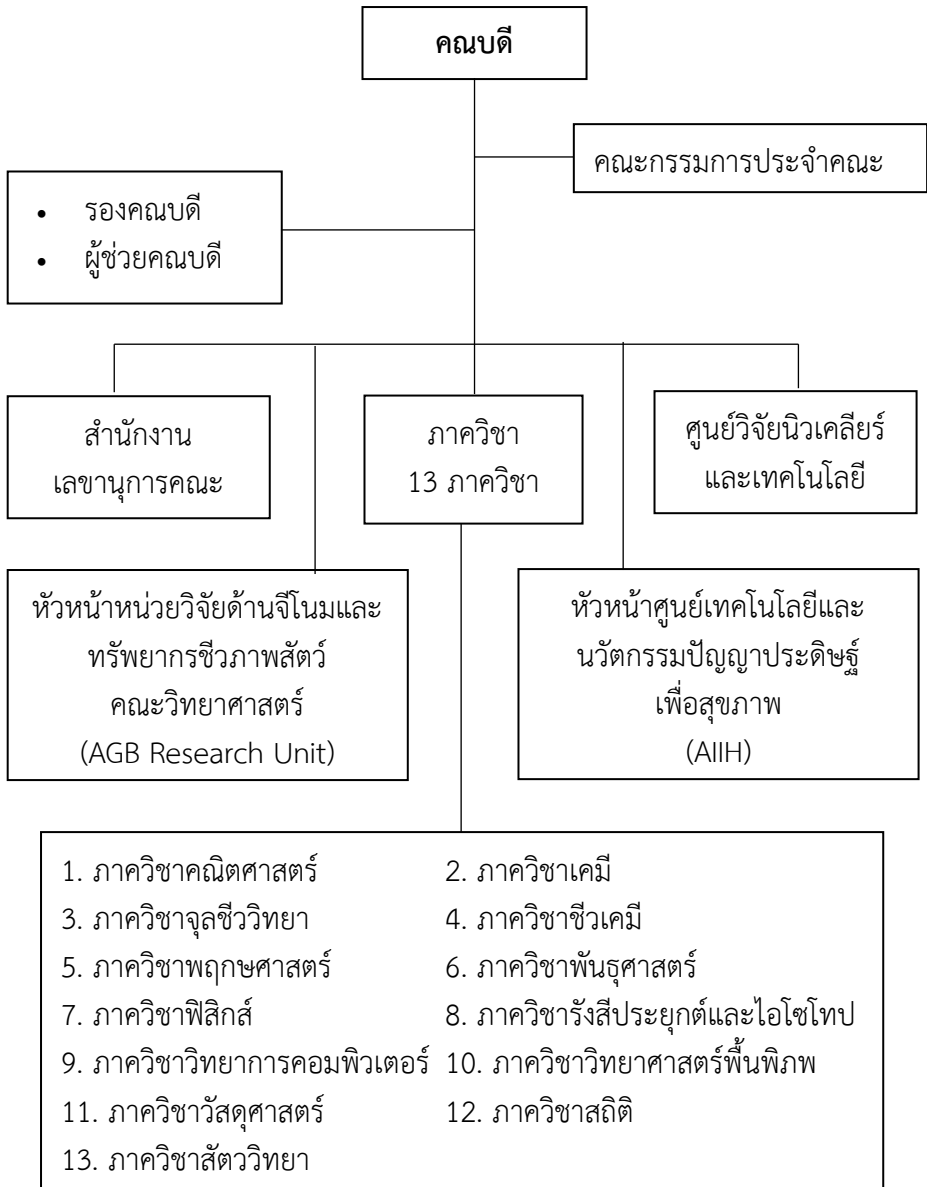 คณบดี
คณะกรรมการประจำคณะ
• รองคณบดี
• ผู้ช่วยคณบดี
สำนักงาน
เลขานุการคณะ
ภาควิชา
13 ภาควิชา
ศูนย์วิจัยนิวเคลียร์
และเทคโนโลยี
หัวหน้าหน่วยวิจัยด้านจีโนมและ
ทรัพยากรชีวภาพสัตว์
คณะวิทยาศาสตร์
(AGB Research Unit)
หัวหน้าศูนย์เทคโนโลยีและ
นวัตกรรมปัญญาประดิษฐ์
เพื่อสุขภาพ
(AIIH)
1. ภาควิชาคณิตศาสตร์ 2. ภาควิชาเคมี
3. ภาควิชาจุลชีววิทยา 4. ภาควิชาชีวเคมี
5. ภาควิชาพฤกษศาสตร์ 6. ภาควิชาพันธุศาสตร์
7. ภาควิชาฟิสิกส์ 8. ภาควิชารังสีประยุกต์และไอโซโทป
9. ภาควิชาวิทยาการคอมพิวเตอร์ 10. ภาควิชาวิทยาศาสตร์พื้นพิภพ
11. ภาควิชาวัสดุศาสตร์ 12. ภาควิชาสถิติ
13. ภาควิชาสัตววิทยา